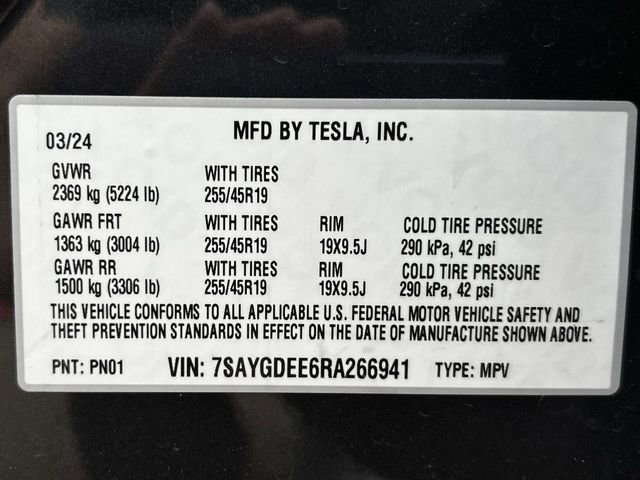 03/24 MFD BY TESLA, INC.
GVWR WITH TIRES
2369 kg (5224 lb) 255/45R19
GAWR FRT WITH TIRES RIM COLD TIRE PRESSURE
1363 kg (3004 lb) 255/45R19 19X9.5J 290 kPa, 42 psi
GAWR RR WITH TIRES RIM COLD TIRE PRESSURE
1500 kg (3306 lb) 255/45R19 19X9.5J 290 kPa, 42 psi
THIS VEHICLE CONFORMS TO ALL APPLICABLE U.S. FEDERAL MOTOR VEHICLE SAFETY AND
THEFT PREVENTION STANDARDS IN EFFECT ON THE DATE OF MANUFACTURE SHOWN ABOVE.
PNT: PN01 VIN: 7SAYGDEE6RA266941 TYPE: MPV